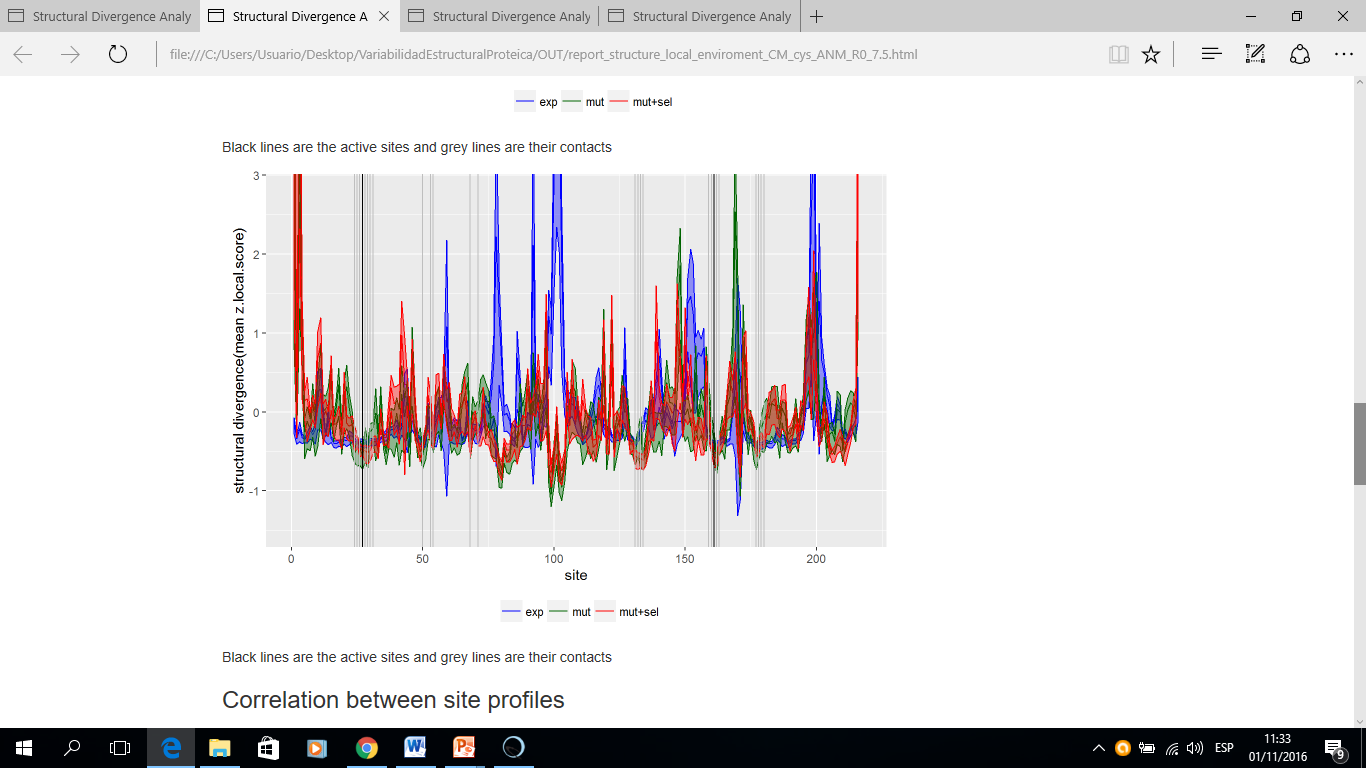 Structural Divergence Analy
Structural Divergence A
Structural Divergence Analy
Structural Divergence Analy
file:///C:/Users/Usuario/Desktop/VariabilidadEstructuralProteica/OUT/report_structure_local_enviroment_CM_cys_ANM_R0_7.5.html
exp mut mut+sel
Black lines are the active sites and grey lines are their contacts
structural divergence(mean z.local.score)
3
2
1
0
-1
0 50 100 150 200
site
exp mut mut+sel
Black lines are the active sites and grey lines are their contacts
Correlation between site profiles
ESP
11:33
01/11/2016
9